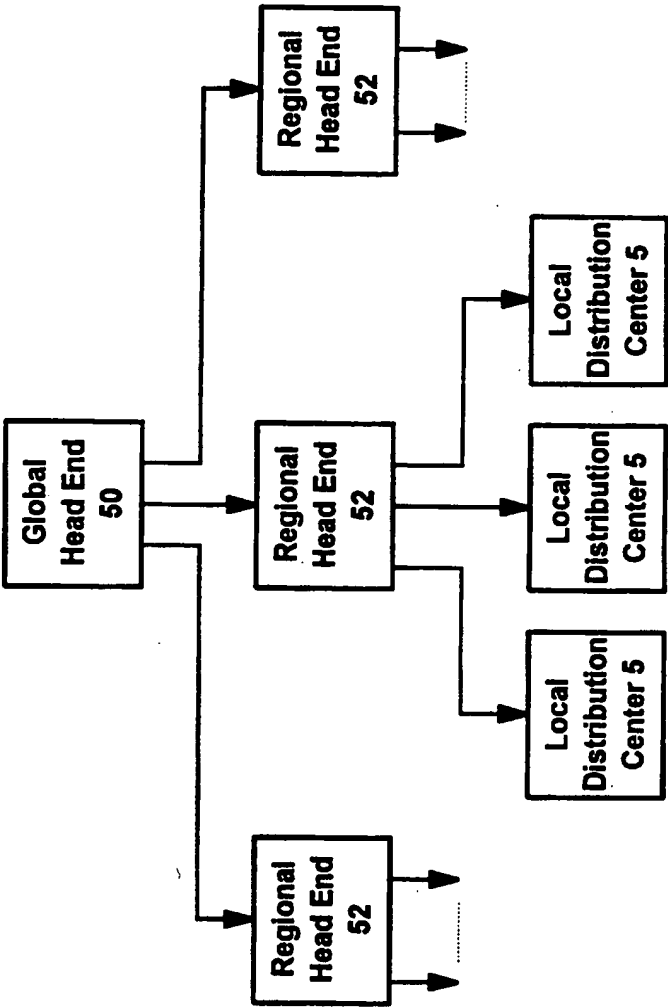 Global
Head End
50
Regional
Head End
52
Regional
Head End
52
Regional
Head End
52
Local
Distribution
Center 5
Local
Distribution
Center 5
Local
Distribution
Center 5